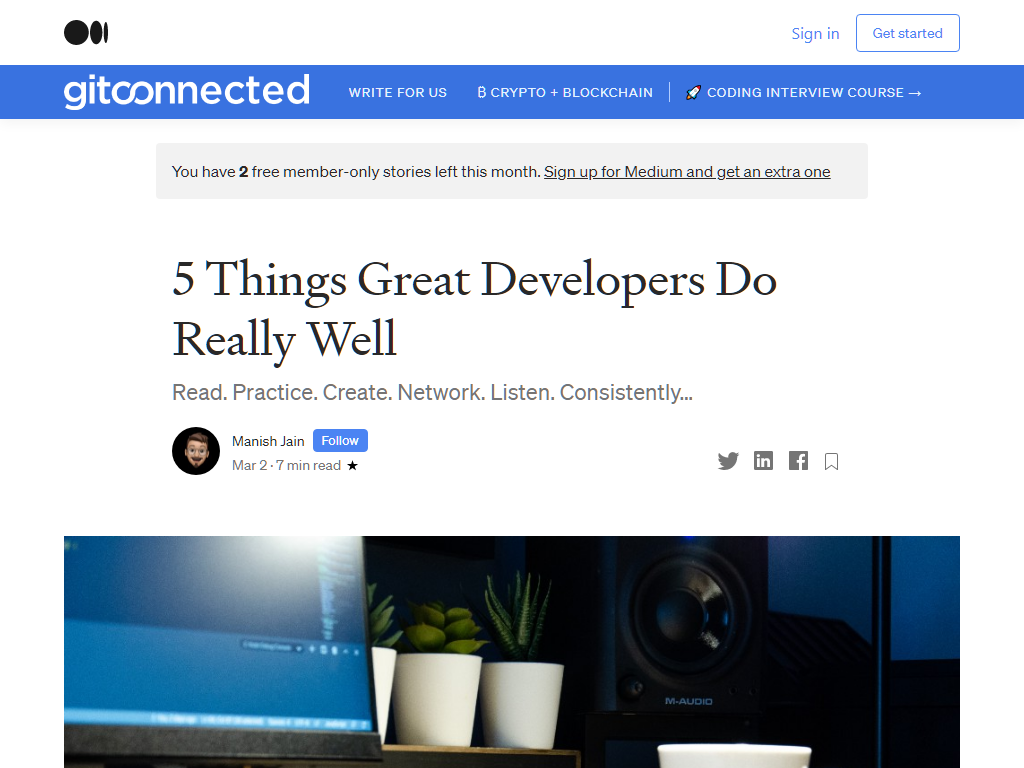 Sign in
Get started
gitconnected
WRITE FOR US
₿ CRYPTO + BLOCKCHAIN
🚀 CODING INTERVIEW COURSE →
You have 2 free member-only stories left this month. Sign up for Medium and get an extra one
5 Things Great Developers Do
Really Well
Read. Practice. Create. Network. Listen. Consistently...
Manish Jain
Follow
Mar 2 · 7 min read ★
M-AUDIO